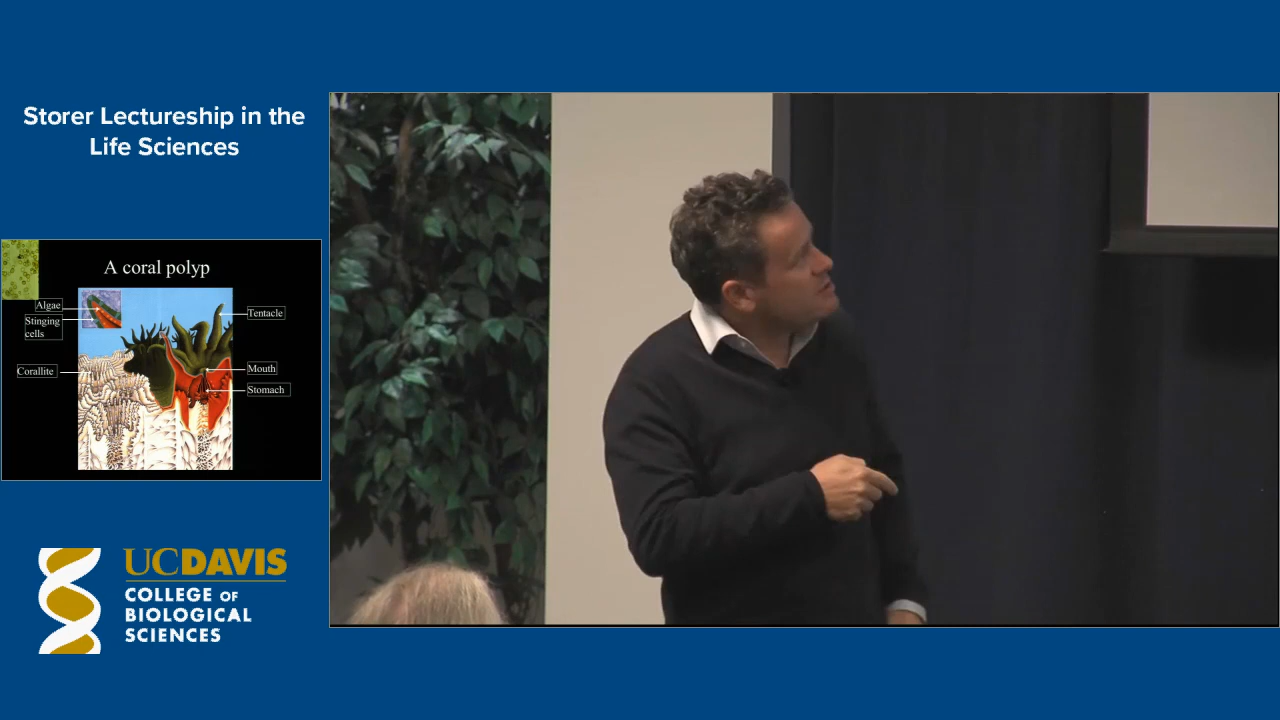 Storer Lectureship in the
Life Sciences
A coral polyp
Algae
Stinging
cells
Corallite
Tentacle
Mouth
Stomach
UCDAVIS
COLLEGE OF
BIOLOGICAL
SCIENCES